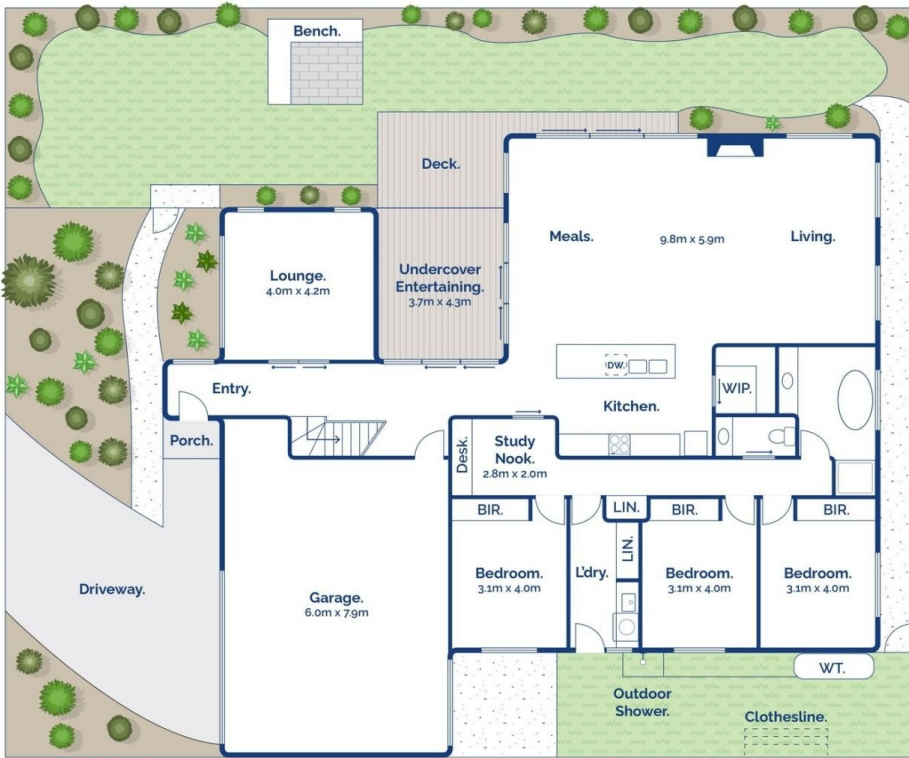 Bench.
Deck.
Meals.
9.8m x 5.9m
Living.
Lounge.
4.0m x 4.2m
Undercover
Entertaining.
3.7m x 4.3m
DW.
Entry.
WIP.
Kitchen.
Porch.
Desk.
Study
Nook.
2.8m x 2.0m
BIR.
LIN.
BIR.
BIR.
LIN.
Driveway.
Garage.
6.0m x 7.9m
Bedroom.
3.1m x 4.0m
L'dry.
Bedroom.
3.1m x 4.0m
Bedroom.
3.1m x 4.0m
WT.
Outdoor
Shower.
Clothesline.